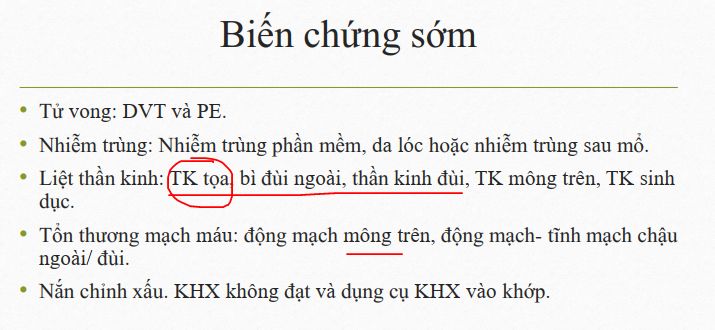 Biến chứng sớm
• Tử vong: DVT và PE.
• Nhiễm trùng: Nhiễm trùng phần mềm, da lóc hoặc nhiễm trùng sau mổ.
• Liệt thần kinh: TK tọa, bì đùi ngoài, thần kinh đùi, TK mông trên, TK sinh
dục.
• Tổn thương mạch máu: động mạch mông trên, động mạch- tĩnh mạch chậu
ngoài/ đùi.
• Nắn chỉnh xấu. KHX không đạt và dụng cụ KHX vào khớp.